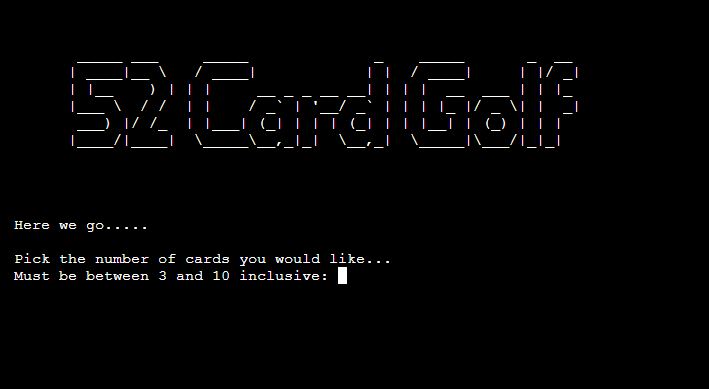 52 Card Golf
Here we go.....
Pick the number of cards you would like...
Must be between 3 and 10 inclusive: